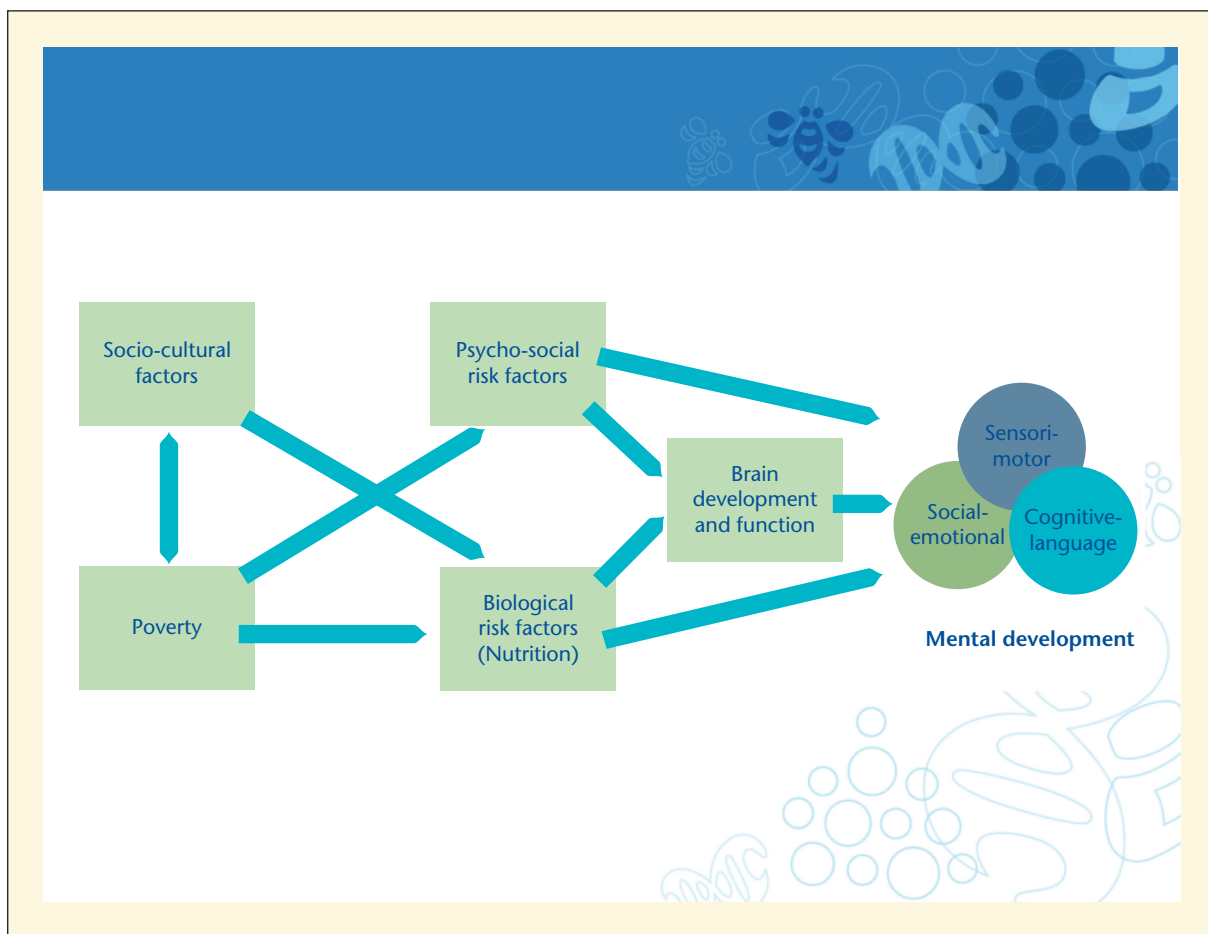 Socio-cultural
factors
Psycho-social
risk factors
Poverty
Biological
risk factors
(Nutrition)
Brain
development
and function
Sensori-
motor
Social-
emotional
Cognitive-
language
Mental development